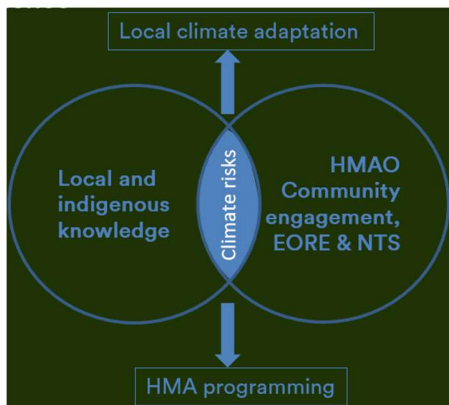 Local climate adaptation
Local and
indigenous
knowledge
Climate risks
HMAO
Community
engagement,
EORE & NTS
HMA programming